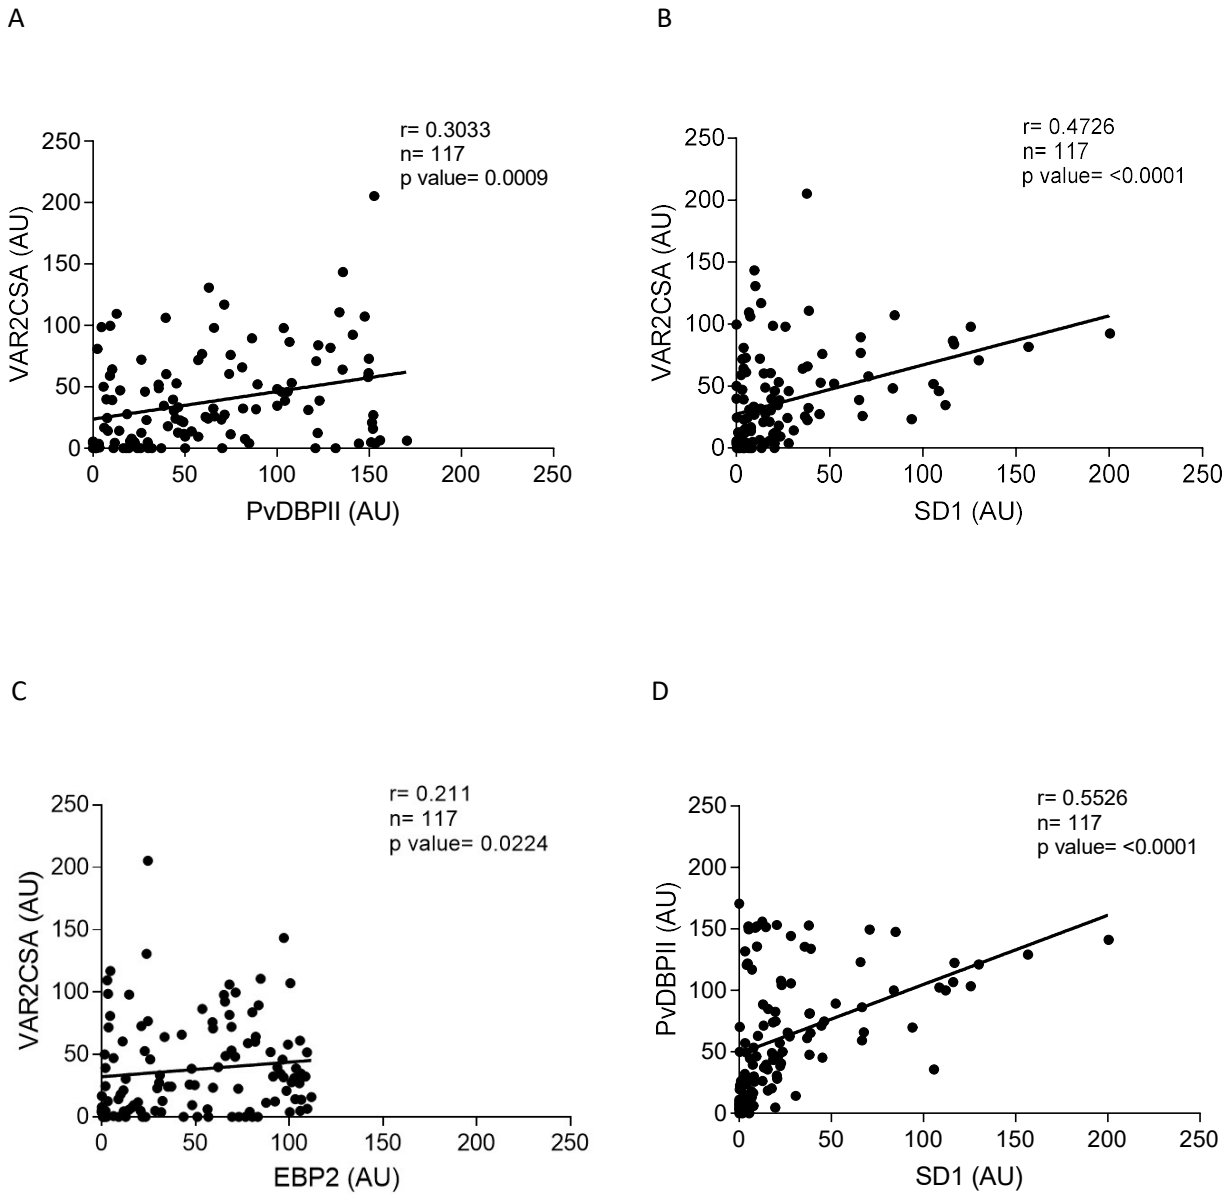 A
r= 0.3033
n= 117
p value= 0.0009
250
200
150
100
50
0
VAR2CSA (AU)
0 50 100 150 200 250
PvDBPII (AU)
B
r= 0.4726
n= 117
p value= <0.0001
250
200
150
100
50
0
VAR2CSA (AU)
0 50 100 150 200 250
SD1 (AU)
C
r= 0.211
n= 117
p value= 0.0224
250
200
150
100
50
0
VAR2CSA (AU)
0 50 100 150 200 250
EBP2 (AU)
D
r= 0.5526
n= 117
p value= <0.0001
250
200
150
100
50
0
PvDBPII (AU)
0 50 100 150 200 250
SD1 (AU)